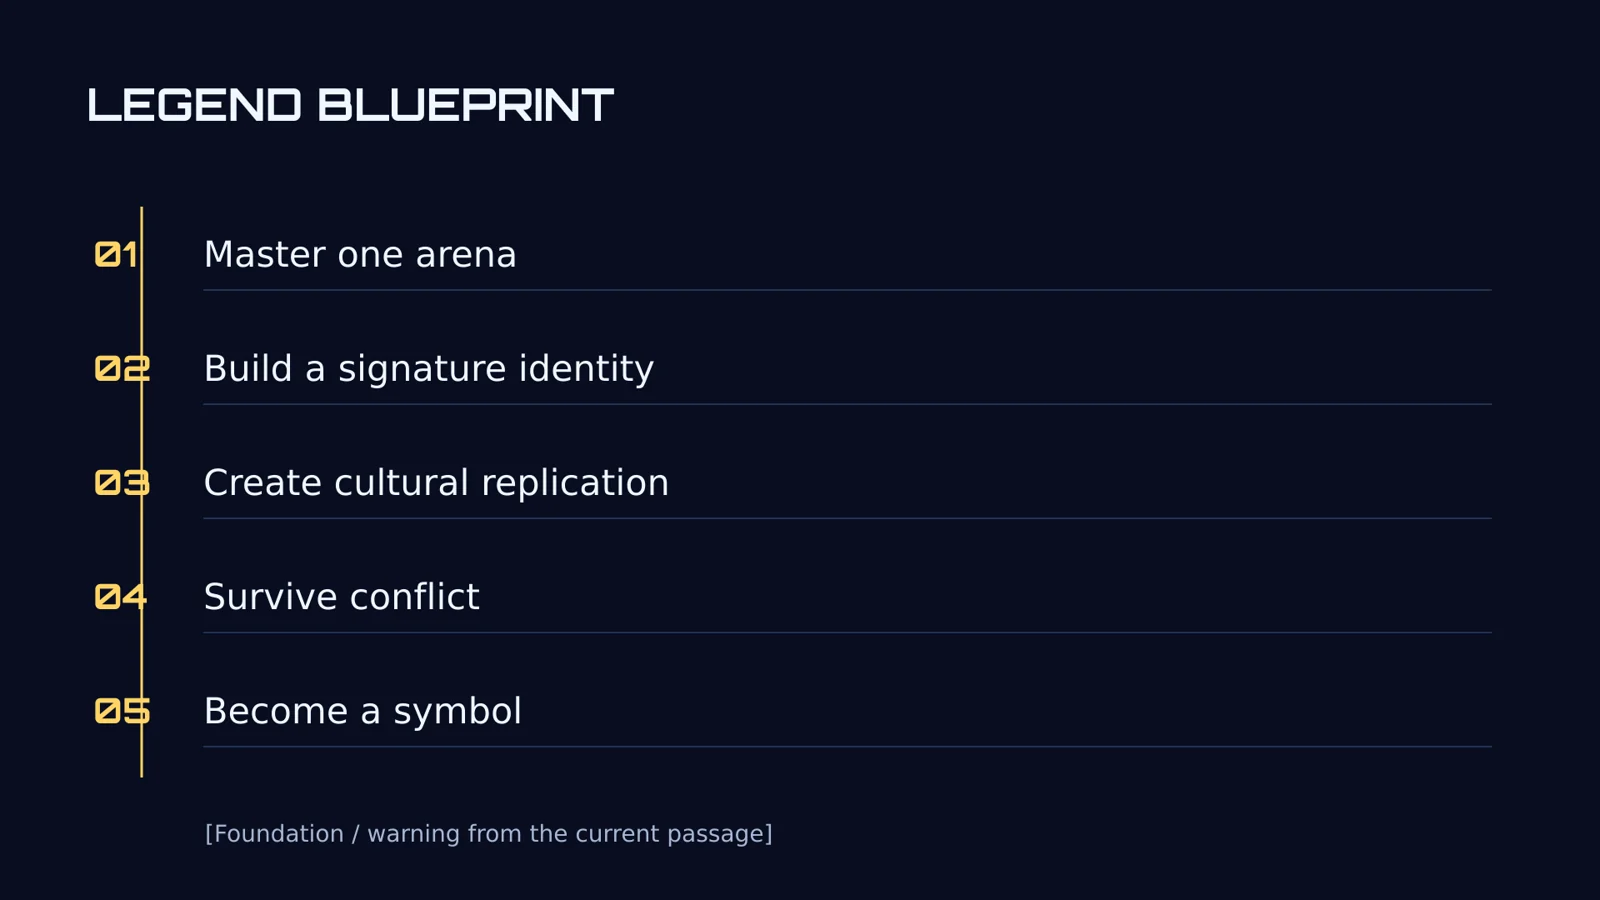 LEGEND BLUEPRINT
01 Master one arena
02 Build a signature identity
03 Create cultural replication
04 Survive conflict
05 Become a symbol
[Foundation / warning from the current passage]